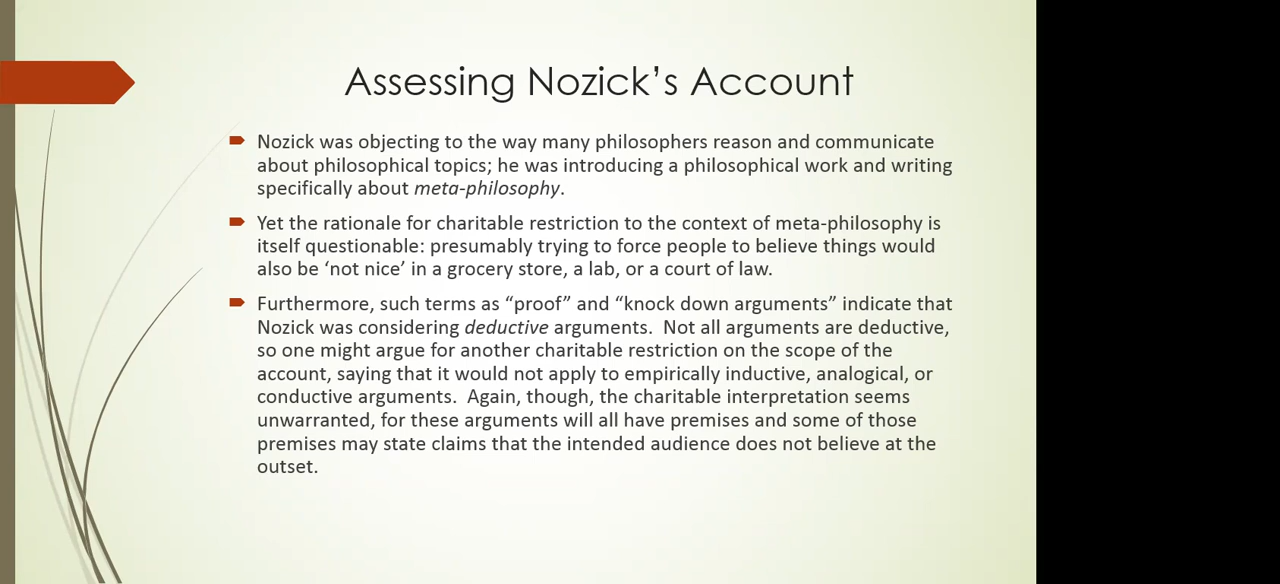 Assessing Nozick’s Account
Nozick was objecting to the way many philosophers reason and communicate
about philosophical topics; he was introducing a philosophical work and writing
specifically about meta-philosophy.
Yet the rationale for charitable restriction to the context of meta-philosophy is
itself questionable: presumably trying to force people to believe things would
also be ‘not nice’ in a grocery store, a lab, or a court of law.
Furthermore, such terms as “proof” and “knock down arguments” indicate that
Nozick was considering deductive arguments.  Not all arguments are deductive,
so one might argue for another charitable restriction on the scope of the
account, saying that it would not apply to empirically inductive, analogical, or
conductive arguments.  Again, though, the charitable interpretation seems
unwarranted, for these arguments will all have premises and some of those
premises may state claims that the intended audience does not believe at the
outset.